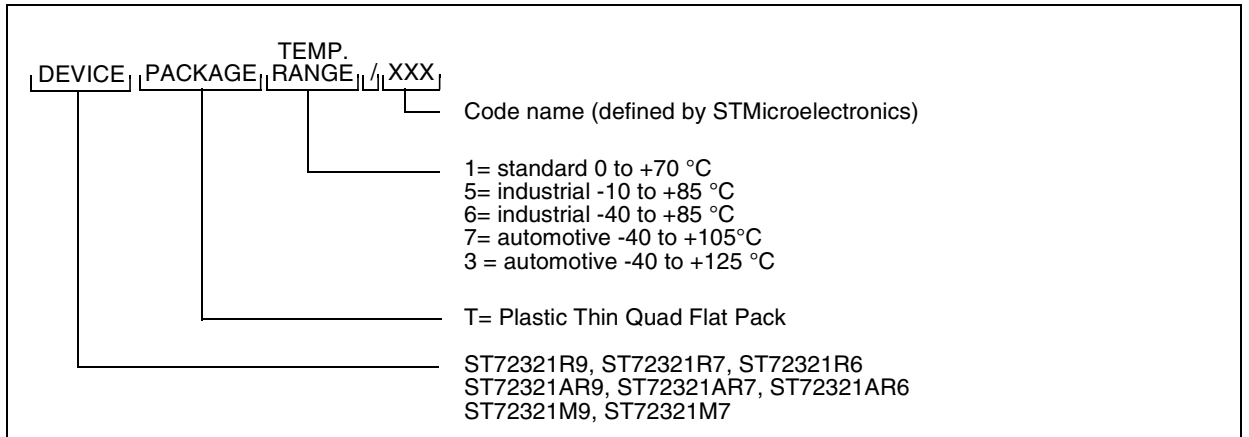 TEMP.
DEVICE PACKAGE RANGE / XXX
Code name (defined by STMicroelectronics)
1= standard 0 to +70 °C
5= industrial -10 to +85 °C
6= industrial -40 to +85 °C
7= automotive -40 to +105°C
3 = automotive -40 to +125 °C
T= Plastic Thin Quad Flat Pack
ST72321R9, ST72321R7, ST72321R6
ST72321AR9, ST72321AR7, ST72321AR6
ST72321M9, ST72321M7